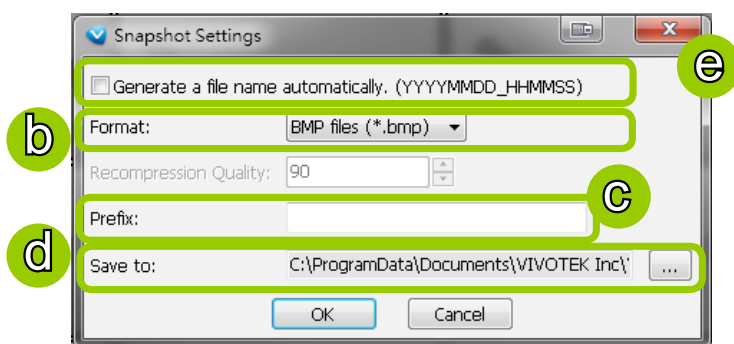 Snapshot Settings
e
Generate a file name automatically. (YYYYMMDD_HHMMSS)
b
Format: BMP files (*.bmp)
Recompression Quality: 90
c
Prefix:
d
Save to: C:\ProgramData\Documents\VIVOTEK Inc\' ...
OK Cancel